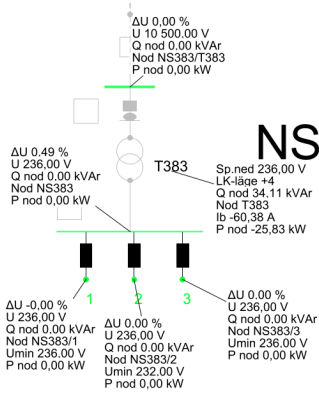 ΔU 0,00 %
U 10 500.00 V
Q nod 0.00 kVAr
Nod NS383/T383
P nod 0,00 kW
NS
ΔU 0.49 %
U 236,00 V
Q nod 0.00 kVAr
Nod NS383
P nod 0,00 kW
T383
Sp.ned 236,00 V
LK-läge +4
Q nod 34,11 kVAr
Nod T383
Ib -60,38 A
P nod -25,83 kW
1
2
3
ΔU -0,00 %
U 236,00 V
Q nod 0.00 kVAr
Nod NS383/1
Umin 236.00 V
P nod 0,00 kW
ΔU 0.00 %
U 236,00 V
Q nod 0.00 kVAr
Nod NS383/2
Umin 232.00 V
P nod 0,00 kW
ΔU 0.00 %
U 236,00 V
Q nod 0.00 kVAr
Nod NS383/3
Umin 236.00 V
P nod 0,00 kW